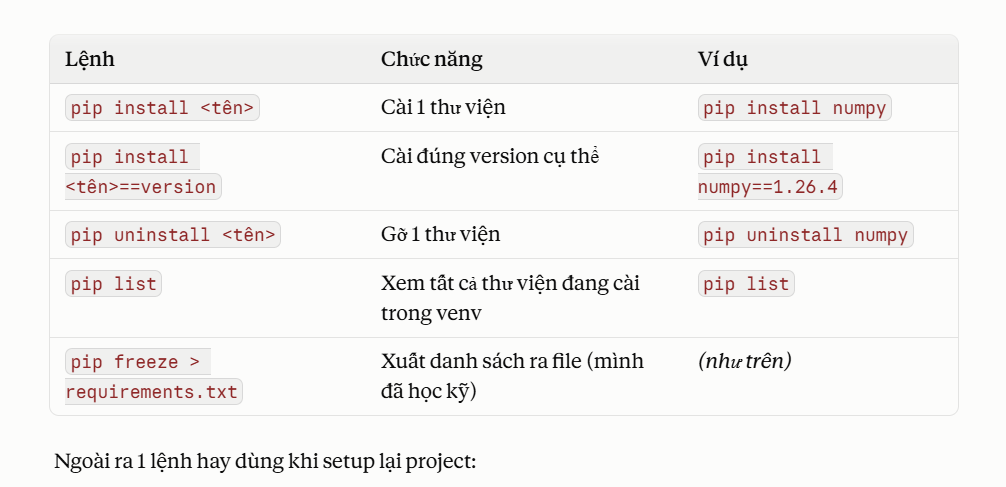 Lệnh Chức năng Ví dụ
pip install <tên> Cài 1 thư viện pip install numpy
pip install Cài đúng version cụ thể pip install
<tên>==version numpy==1.26.4
pip uninstall <tên> Gỡ 1 thư viện pip uninstall numpy
pip list Xem tất cả thư viện đang cài pip list
trong venv
pip freeze > Xuất danh sách ra file (mình (như trên)
requirements.txt đã học kỹ)
Ngoài ra 1 lệnh hay dùng khi setup lại project: